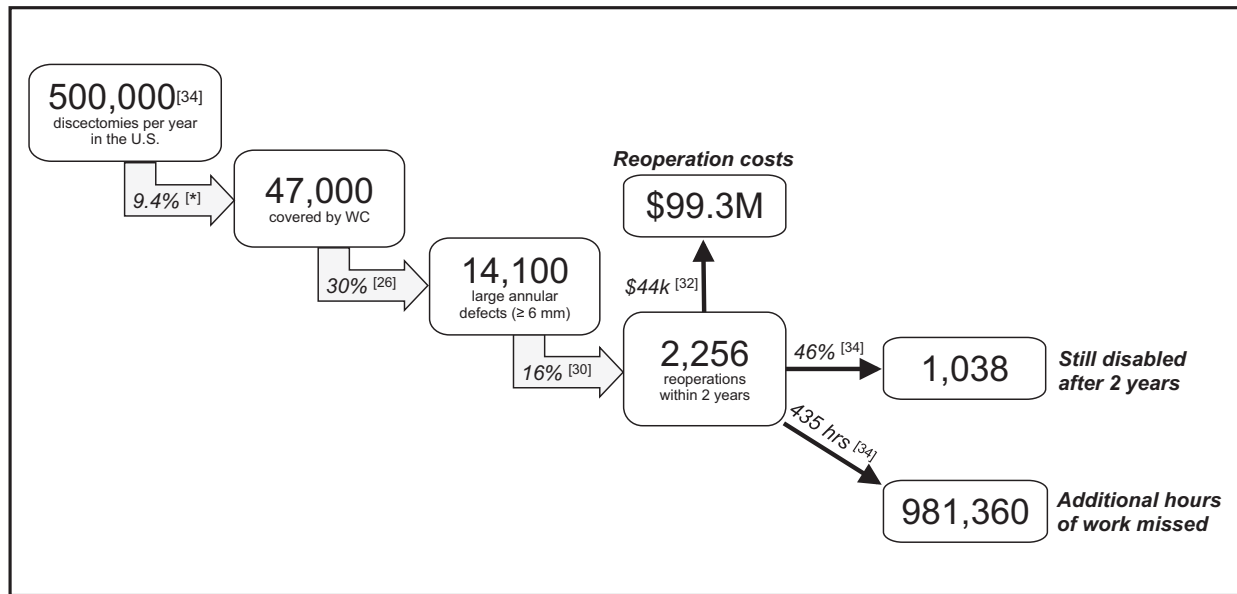 500,000[34]
discectomies per year
in the U.S.
9.4% [*]
47,000
covered by WC
30% [26]
14,100
large annular
defects (≥ 6 mm)
16% [30]
2,256
reoperations
within 2 years
$44k [32]
Reoperation costs
$99.3M
46% [34]
1,038
Still disabled
after 2 years
435 hrs [34]
981,360
Additional hours
of work missed